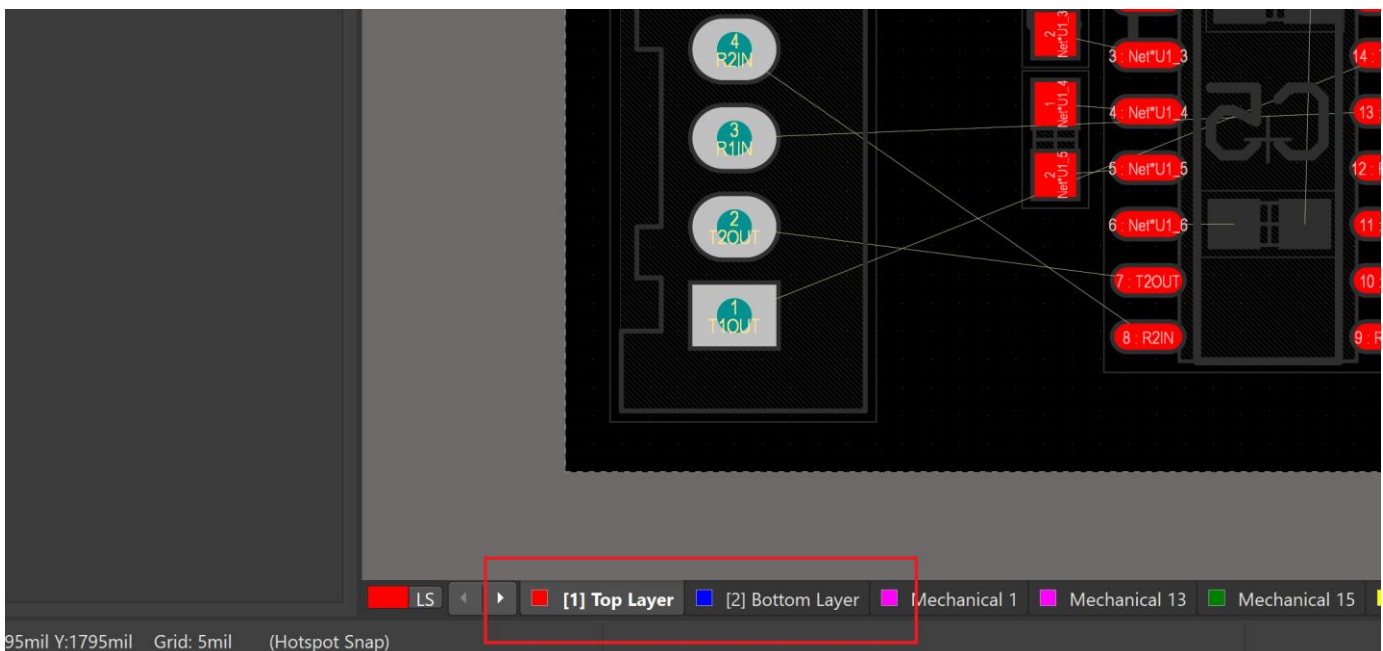 4
R2IN
3
R1IN
2
T2OUT
1
T1OUT
2
Net*U1_3
1
Net*U1_4
2
Net*U1_5
3 : Net*U1_3
4 : Net*U1_4
5 : Net*U1_5
6 : Net*U1_6
7 : T2OUT
8 : R2IN
C5
14 :
13 :
12 :
11 :
10 :
9 :
LS
[1] Top Layer
[2] Bottom Layer
Mechanical 1
Mechanical 13
Mechanical 15
95mil Y:1795mil Grid: 5mil (Hotspot Snap)